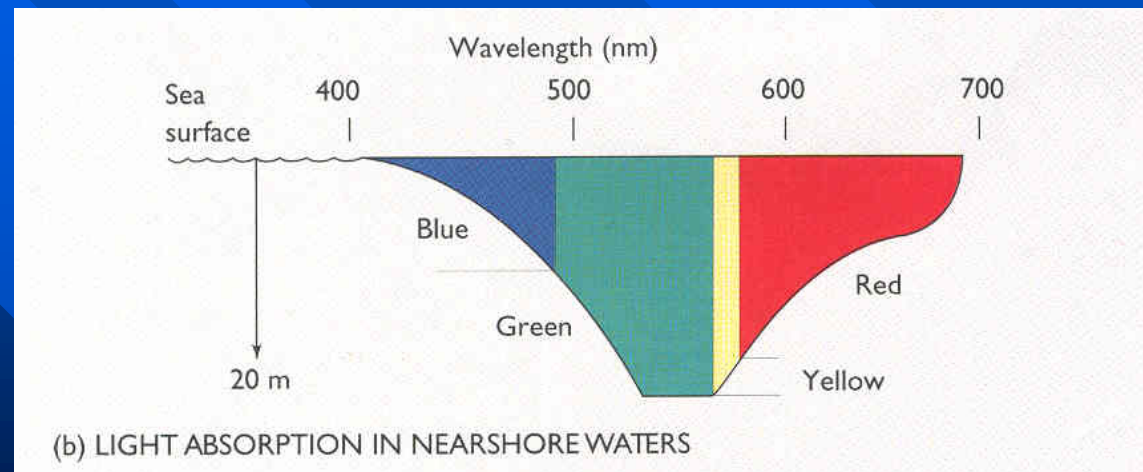 Wavelength (nm)
Sea
surface
400
500
600
700
Blue
Green
Red
20 m
Yellow
(b) LIGHT ABSORPTION IN NEARSHORE WATERS